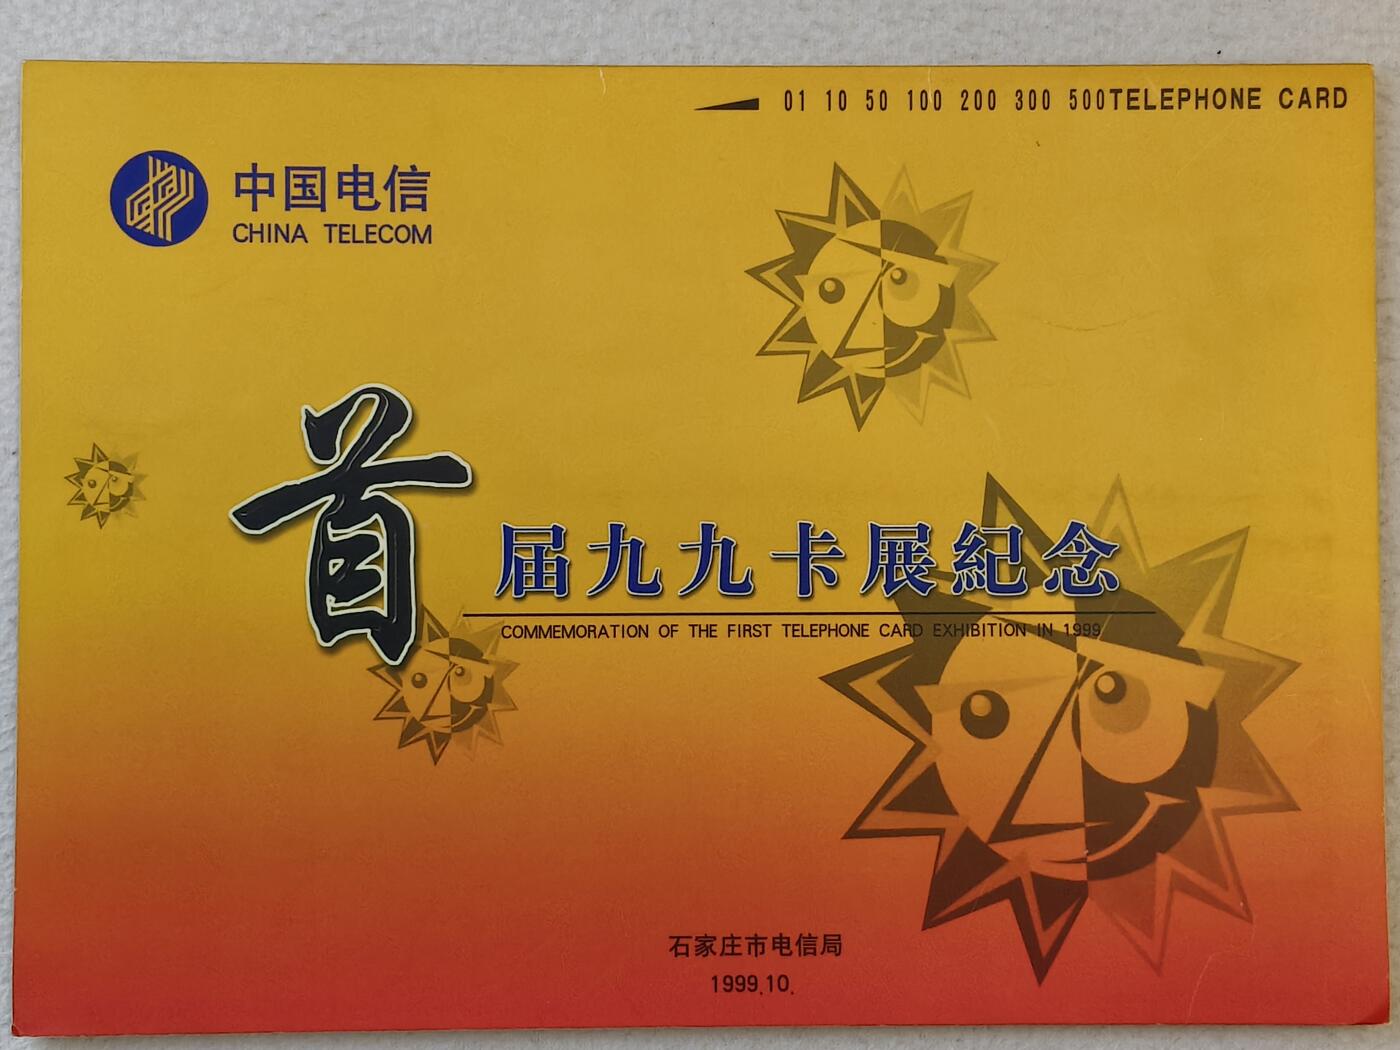 01 10 50 100 200 300 500TELEPHONE CARD
中国电信
CHINA TELECOM
首届九九卡展紀念
COMMEMORATION OF THE FIRST TELEPHONE CARD EXHIBITION IN 1999
石家庄市电信局
1999.10.